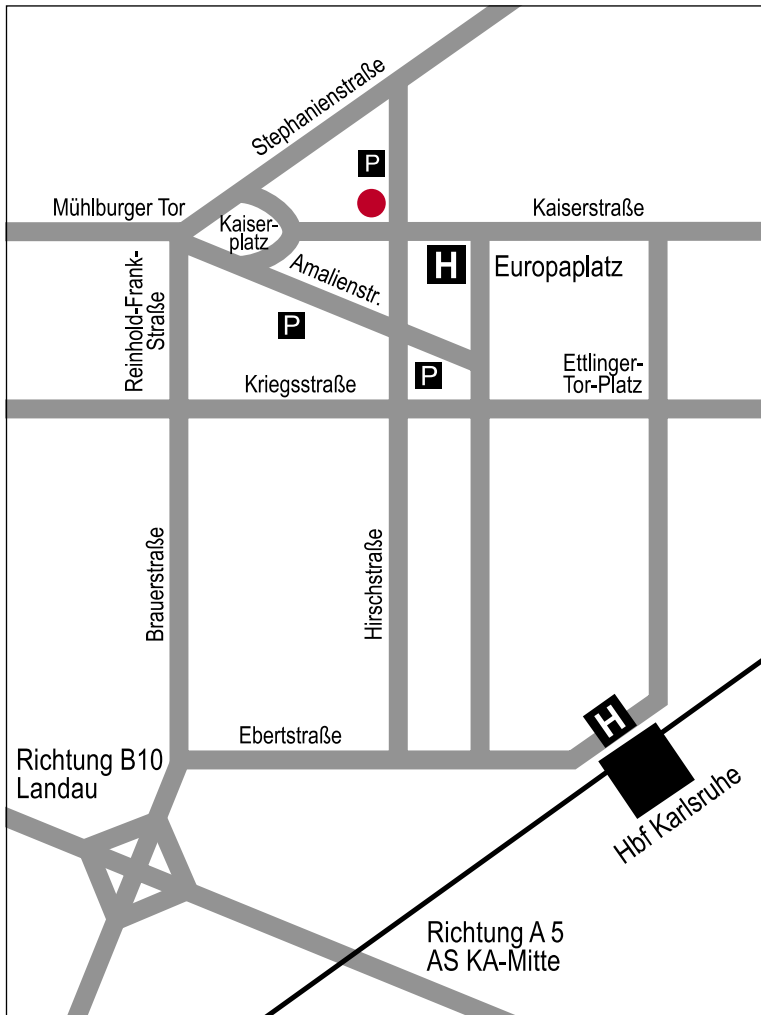 Stephanienstraße
P
Mühlburger Tor
Kaiserstraße
Kaiser-
platz
H
Europaplatz
Amalienstr.
Reinhold-Frank-
Straße
P
P
Ettlinger-
Tor-Platz
Kriegsstraße
Brauerstraße
Hirschstraße
H
Ebertstraße
Richtung B10
Landau
Hbf Karlsruhe
Richtung A 5
AS KA-Mitte